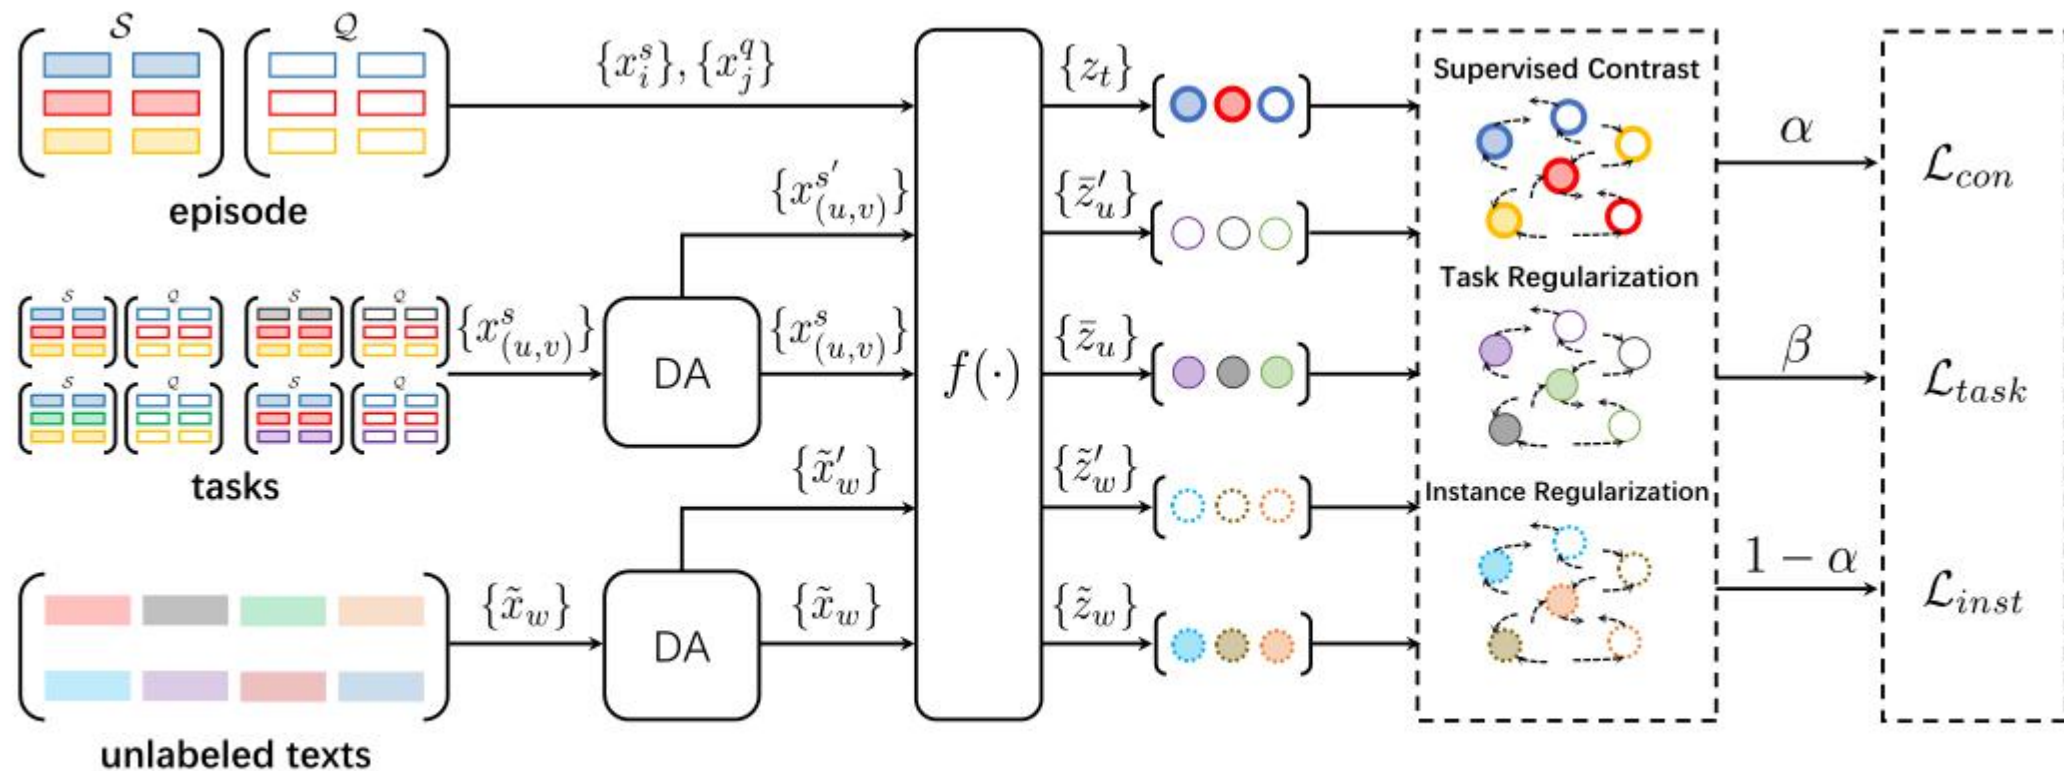 𝒮 𝒬
{x_i^s}, {x_j^q}
episode
{x_{(u,v)}^{s'}}
𝒮 𝒬 𝒮 𝒬
𝒮 𝒬 𝒮 𝒬
tasks
{x_{(u,v)}^s}
DA
{x_{(u,v)}^s}
unlabeled texts
{x̃_w}
DA
{x̃'_w}
{x̃_w}
f(·)
{z_t}
{z̄'_u}
{z̄_u}
{z̃'_w}
{z̃_w}
Supervised Contrast
Task Regularization
Instance Regularization
α
β
1 − α
ℒ_con
ℒ_task
ℒ_inst